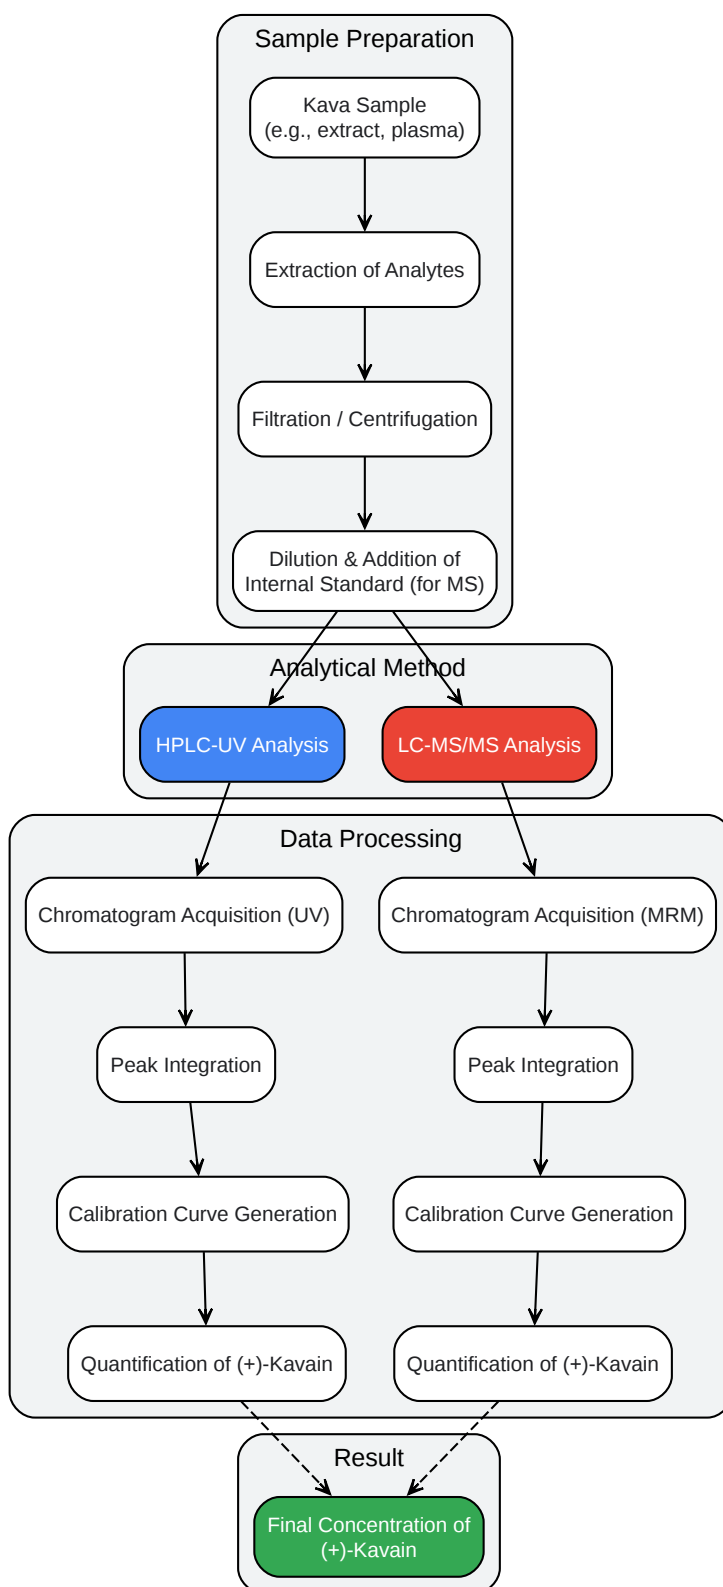 Sample Preparation
Kava Sample
(e.g., extract, plasma)
Extraction of Analytes
Filtration / Centrifugation
Dilution & Addition of
Internal Standard (for MS)
Analytical Method
HPLC-UV Analysis
LC-MS/MS Analysis
Data Processing
Chromatogram Acquisition (UV)
Chromatogram Acquisition (MRM)
Peak Integration
Peak Integration
Calibration Curve Generation
Calibration Curve Generation
Quantification of (+)-Kavain
Quantification of (+)-Kavain
Result
Final Concentration of
(+)-Kavain